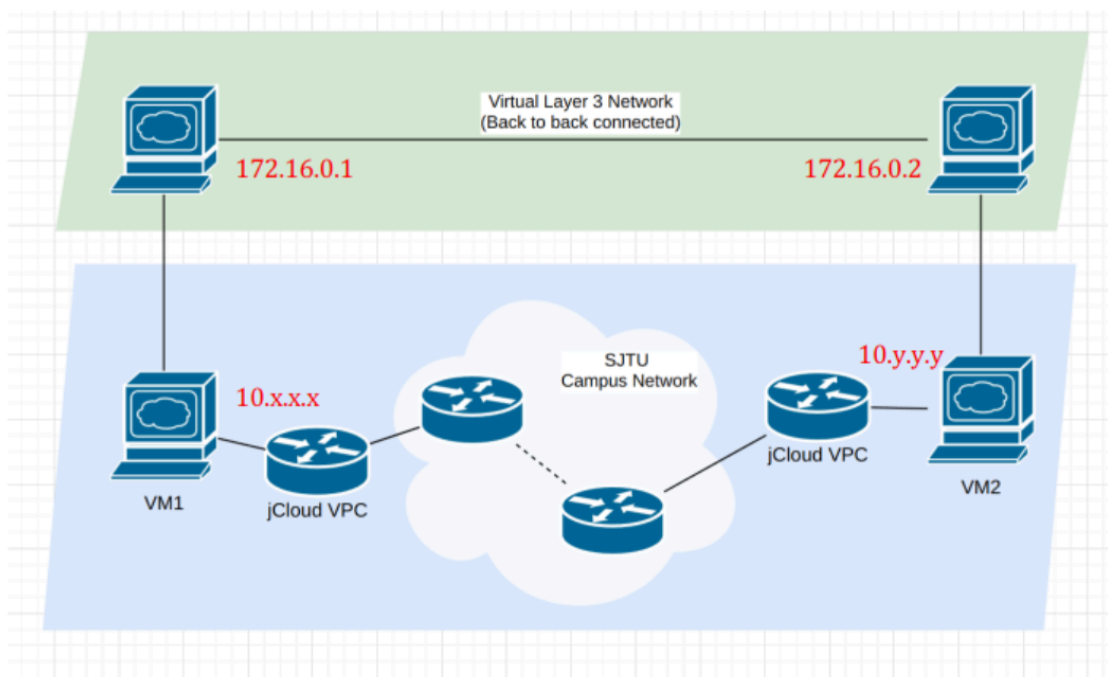 Virtual Layer 3 Network
(Back to back connected)
172.16.0.1
172.16.0.2
SJTU
Campus Network
10.y.y.y
10.x.x.x
jCloud VPC
VM2
VM1
jCloud VPC